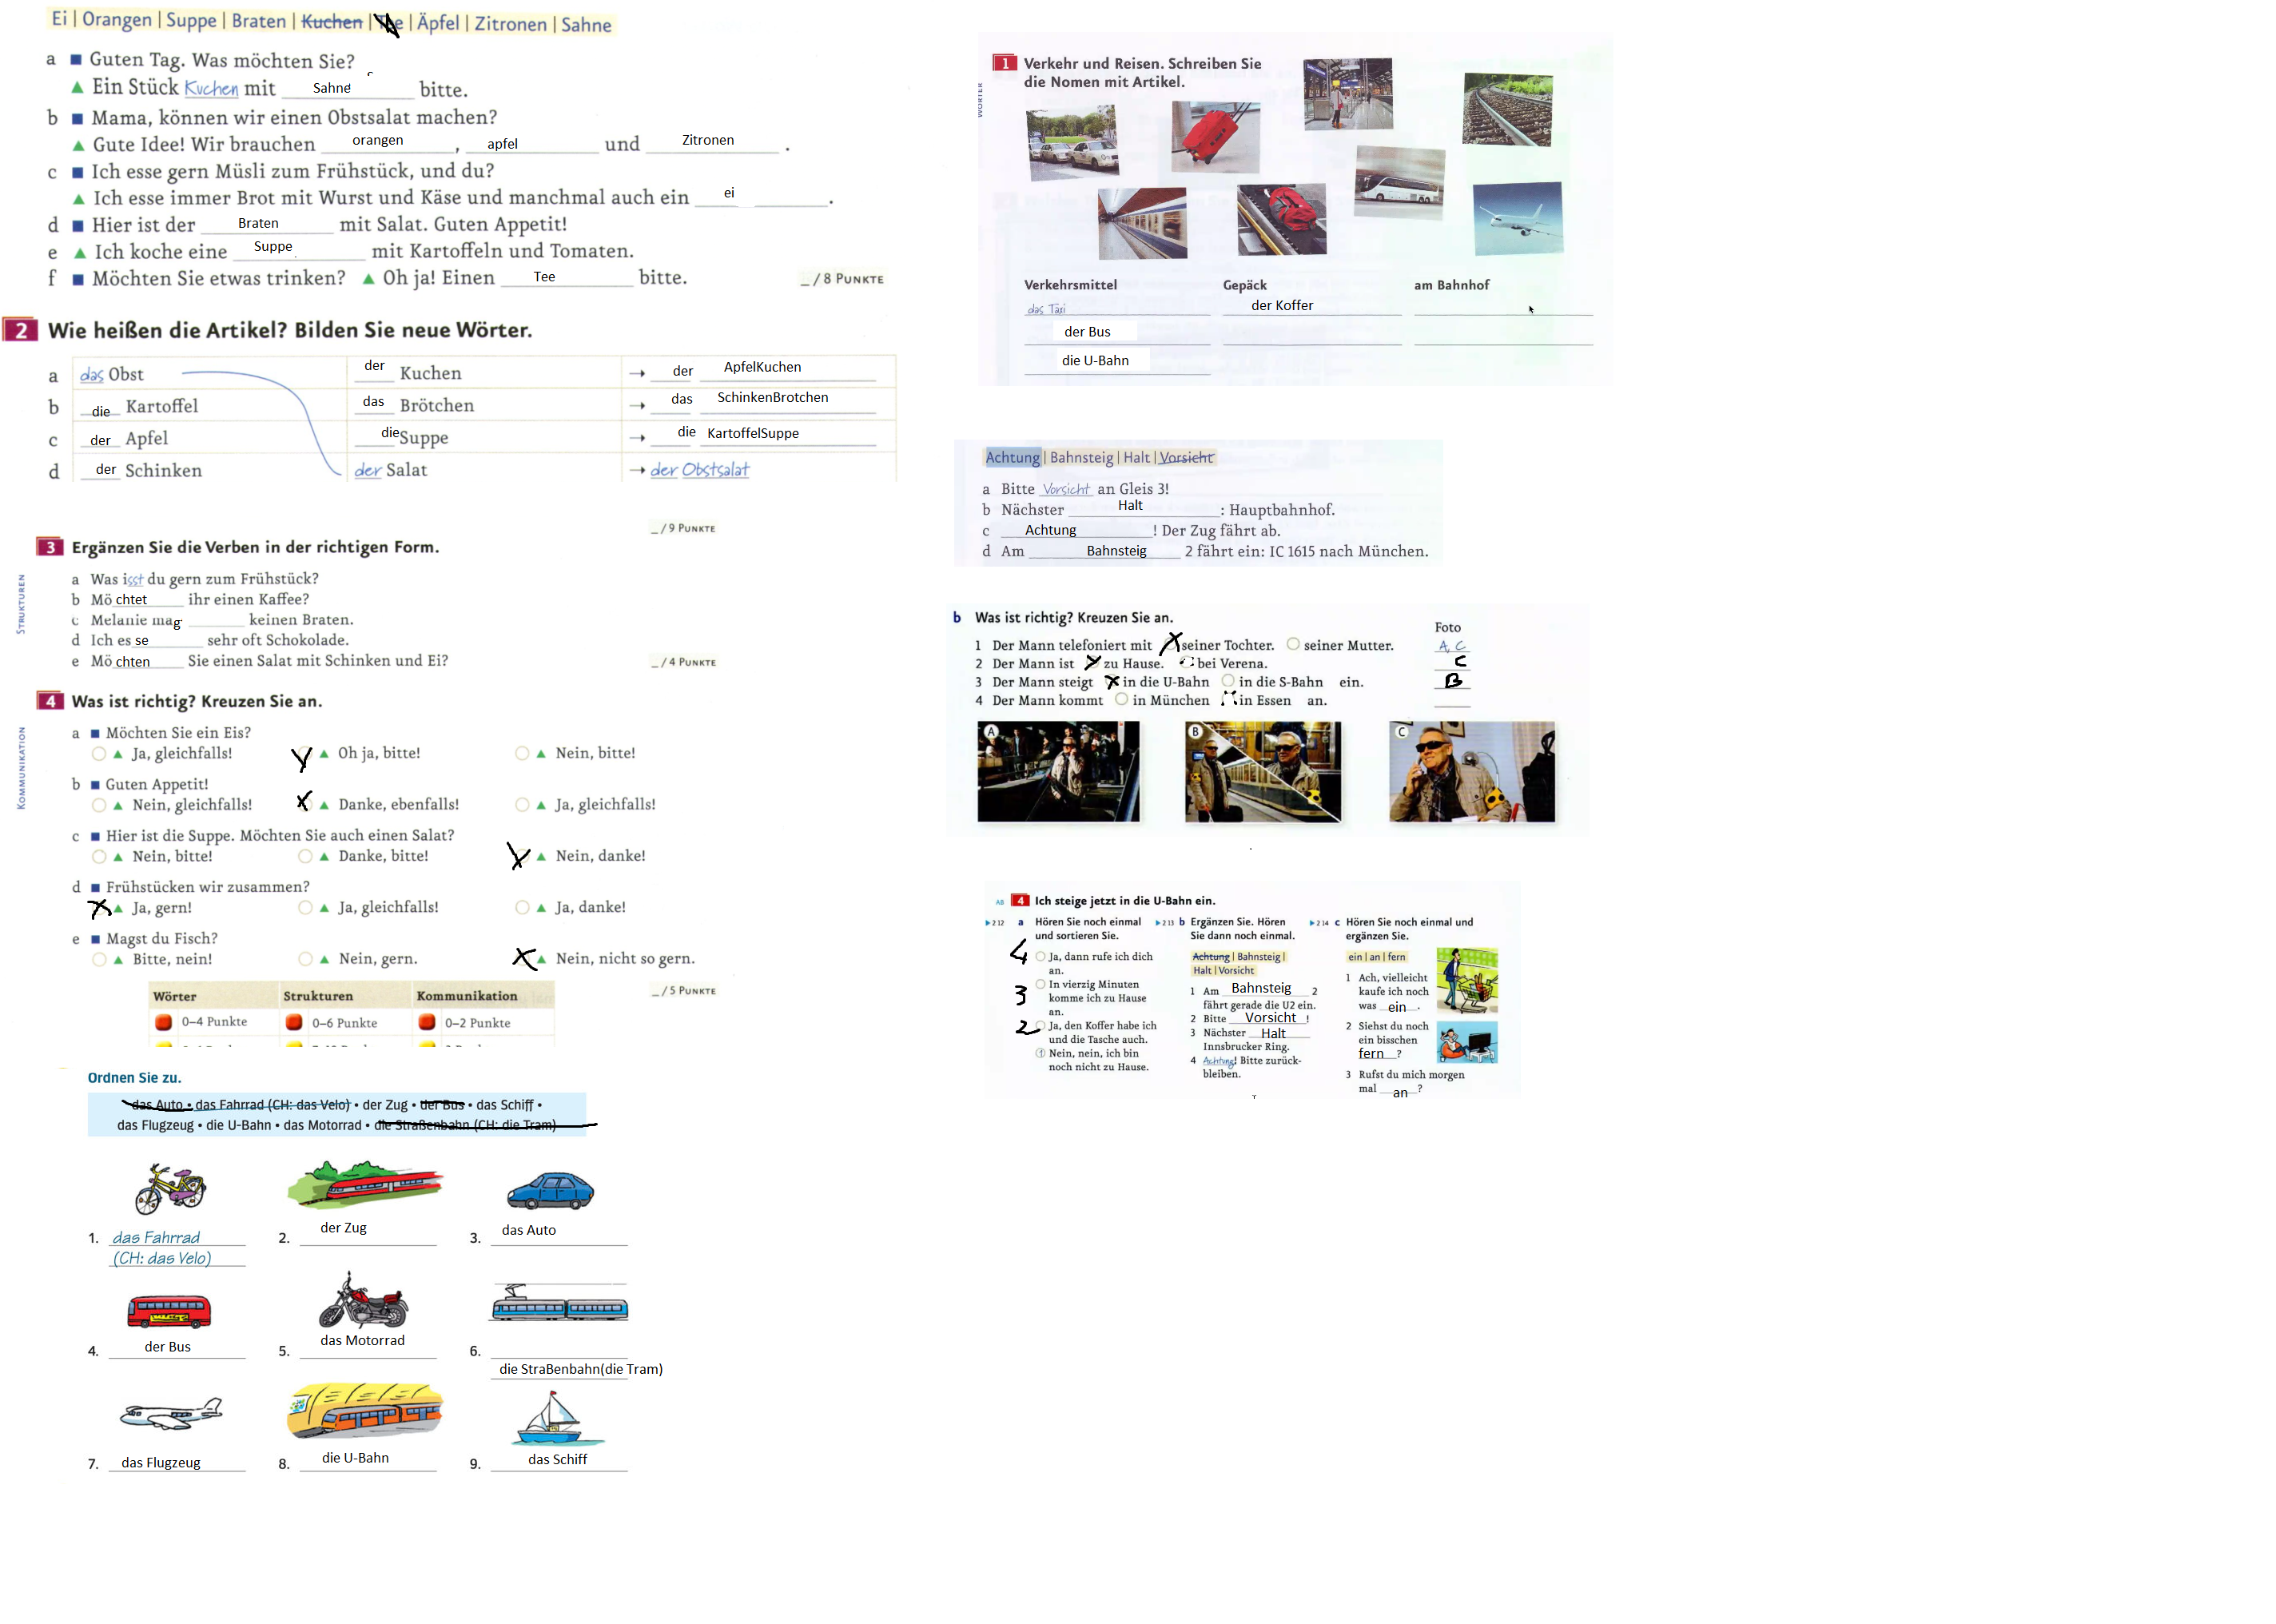 Ei | Orangen | Suppe | Braten | Kuchen | Tee | Äpfel | Zitronen | Sahne
a ■ Guten Tag. Was möchten Sie?
▲ Ein Stück Kuchen mit Sahne bitte.
b ■ Mama, können wir einen Obstsalat machen?
▲ Gute Idee! Wir brauchen orangen , apfel und Zitronen .
c ■ Ich esse gern Müsli zum Frühstück, und du?
▲ Ich esse immer Brot mit Wurst und Käse und manchmal auch ein ei .
d ■ Hier ist der Braten mit Salat. Guten Appetit!
e ▲ Ich koche eine Suppe mit Kartoffeln und Tomaten.
f ■ Möchten Sie etwas trinken? ▲ Oh ja! Einen Tee bitte. _ / 8 PUNKTE
2 Wie heißen die Artikel? Bilden Sie neue Wörter.
a das Obst der Kuchen → der ApfelKuchen
b die Kartoffel das Brötchen → das SchinkenBrotchen
c der Apfel die Suppe → die KartoffelSuppe
d der Schinken der Salat → der Obstsalat
_ / 9 PUNKTE
3 Ergänzen Sie die Verben in der richtigen Form.
STRUKTUREN
a Was isst du gern zum Frühstück?
b Mö chtet ihr einen Kaffee?
c Melanie mag keinen Braten.
d Ich es se sehr oft Schokolade.
e Mö chten Sie einen Salat mit Schinken und Ei? _ / 4 PUNKTE
4 Was ist richtig? Kreuzen Sie an.
KOMMUNIKATION
a ■ Möchten Sie ein Eis?
▲ Ja, gleichfalls! ▲ Oh ja, bitte! ▲ Nein, bitte!
b ■ Guten Appetit!
▲ Nein, gleichfalls! X ▲ Danke, ebenfalls! ▲ Ja, gleichfalls!
c ■ Hier ist die Suppe. Möchten Sie auch einen Salat?
▲ Nein, bitte! ▲ Danke, bitte! ▲ Nein, danke!
d ■ Frühstücken wir zusammen?
X ▲ Ja, gern! ▲ Ja, gleichfalls! ▲ Ja, danke!
e ■ Magst du Fisch?
▲ Bitte, nein! ▲ Nein, gern. X ▲ Nein, nicht so gern.
_ / 5 PUNKTE
Wörter Strukturen Kommunikation
0–4 Punkte 0–6 Punkte 0–2 Punkte
Ordnen Sie zu.
das Auto • das Fahrrad (CH: das Velo) • der Zug • der Bus • das Schiff •
das Flugzeug • die U-Bahn • das Motorrad • die Straßenbahn (CH: die Tram)
1. das Fahrrad 2. der Zug 3. das Auto
(CH: das Velo)
4. der Bus 5. das Motorrad 6.
die StraBenbahn(die Tram)
7. das Flugzeug 8. die U-Bahn 9. das Schiff
1 Verkehr und Reisen. Schreiben Sie
die Nomen mit Artikel.
WÖRTER
Verkehrsmittel Gepäck am Bahnhof
das Taxi der Koffer
der Bus
die U-Bahn
Achtung | Bahnsteig | Halt | Vorsicht
a Bitte Vorsicht an Gleis 3!
b Nächster Halt : Hauptbahnhof.
c Achtung ! Der Zug fährt ab.
d Am Bahnsteig 2 fährt ein: IC 1615 nach München.
b Was ist richtig? Kreuzen Sie an.
Foto
1 Der Mann telefoniert mit X seiner Tochter. seiner Mutter. A, C
2 Der Mann ist zu Hause. bei Verena. C
3 Der Mann steigt X in die U-Bahn in die S-Bahn ein. B
4 Der Mann kommt in München in Essen an.
A B C
AB 4 Ich steige jetzt in die U-Bahn ein.
▶ 2 12 a Hören Sie noch einmal
und sortieren Sie.
4 Ja, dann rufe ich dich
an.
3 In vierzig Minuten
komme ich zu Hause
an.
2 Ja, den Koffer habe ich
und die Tasche auch.
1 Nein, nein, ich bin
noch nicht zu Hause.
▶ 2 13 b Ergänzen Sie. Hören
Sie dann noch einmal.
Achtung | Bahnsteig |
Halt | Vorsicht
1 Am Bahnsteig 2
fährt gerade die U2 ein.
2 Bitte Vorsicht !
3 Nächster Halt
Innsbrucker Ring.
4 Achtung! Bitte zurück-
bleiben.
▶ 2 14 c Hören Sie noch einmal und
ergänzen Sie.
ein | an | fern
1 Ach, vielleicht
kaufe ich noch
was ein .
2 Siehst du noch
ein bisschen
fern ?
3 Rufst du mich morgen
mal an ?